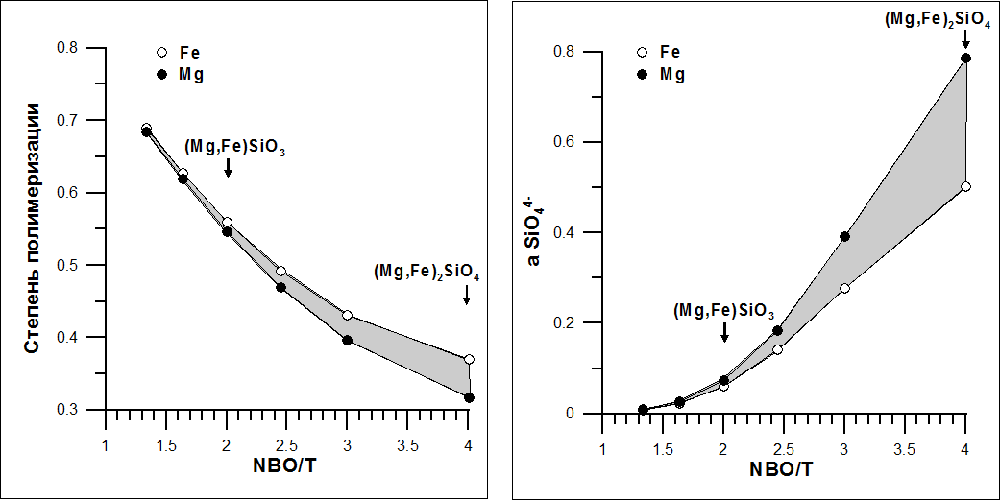 0.8
0.7
0.6
0.5
0.4
0.3
Степень полимеризации
Fe
Mg
(Mg,Fe)SiO3
(Mg,Fe)2SiO4
1 1.5 2 2.5 3 3.5 4
NBO/T
(Mg,Fe)2SiO4
0.8
0.6
0.4
0.2
0
a SiO4 4-
Fe
Mg
(Mg,Fe)SiO3
1 1.5 2 2.5 3 3.5 4
NBO/T